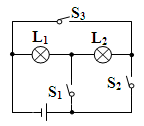 S₃
L₁ L₂
S₁ S₂